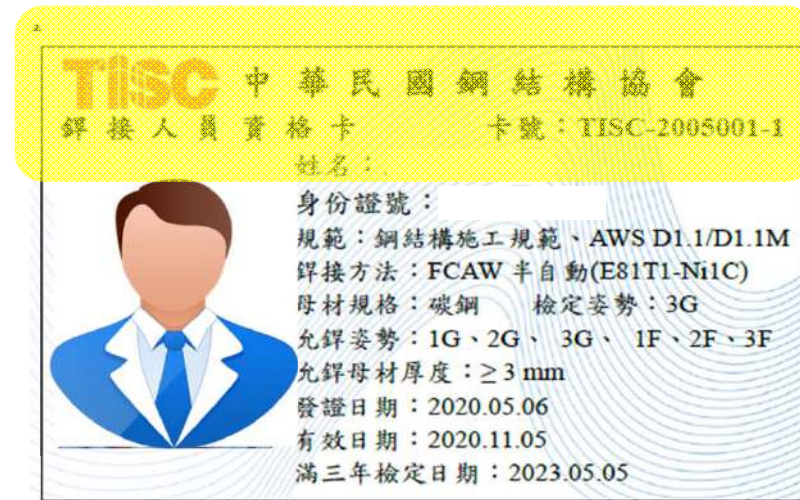 2.
TiSC 中華民國鋼結構協會
銲接人員資格卡 卡號：TISC-2005001-1
姓名：
身份證號：
規範：鋼結構施工規範、AWS D1.1/D1.1M
銲接方法：FCAW 半自動(E81T1-Ni1C)
母材規格：碳鋼 檢定姿勢：3G
允銲姿勢：1G、2G、 3G、 1F、2F、3F
允銲母材厚度：≥ 3 mm
發證日期：2020.05.06
有效日期：2020.11.05
滿三年檢定日期：2023.05.05